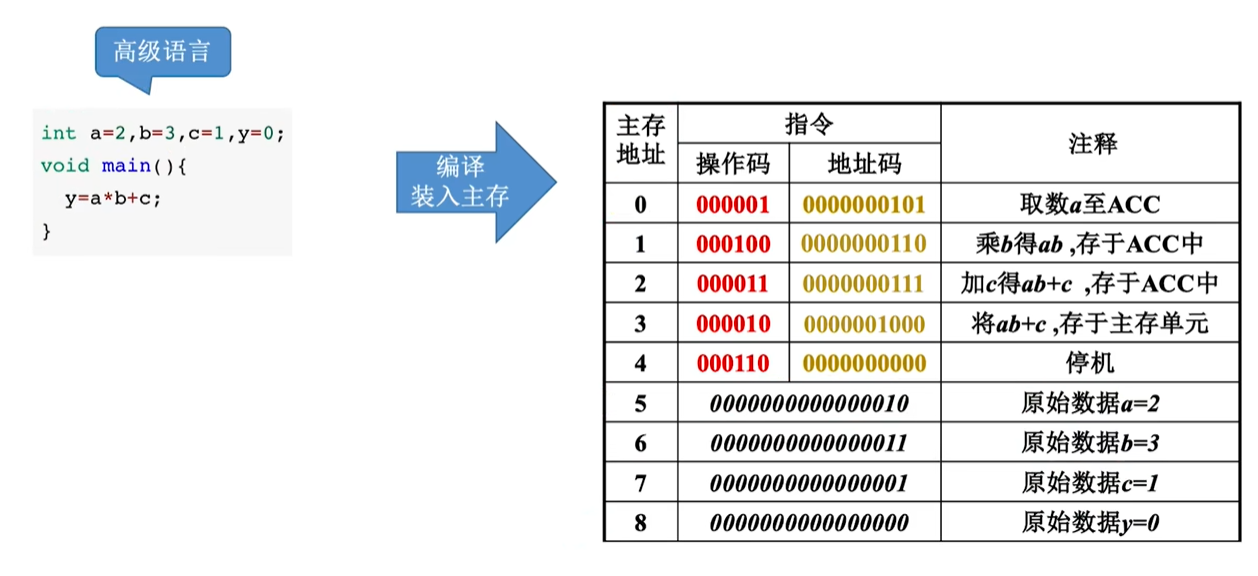 高级语言
int a=2,b=3,c=1,y=0;
void main(){
y=a*b+c;
}
编译
装入主存
主存地址 指令 注释
操作码 地址码
0 000001 0000000101 取数a至ACC
1 000100 0000000110 乘b得ab ,存于ACC中
2 000011 0000000111 加c得ab+c ,存于ACC中
3 000010 0000001000 将ab+c ,存于主存单元
4 000110 0000000000 停机
5 0000000000000010 原始数据a=2
6 0000000000000011 原始数据b=3
7 0000000000000001 原始数据c=1
8 0000000000000000 原始数据y=0